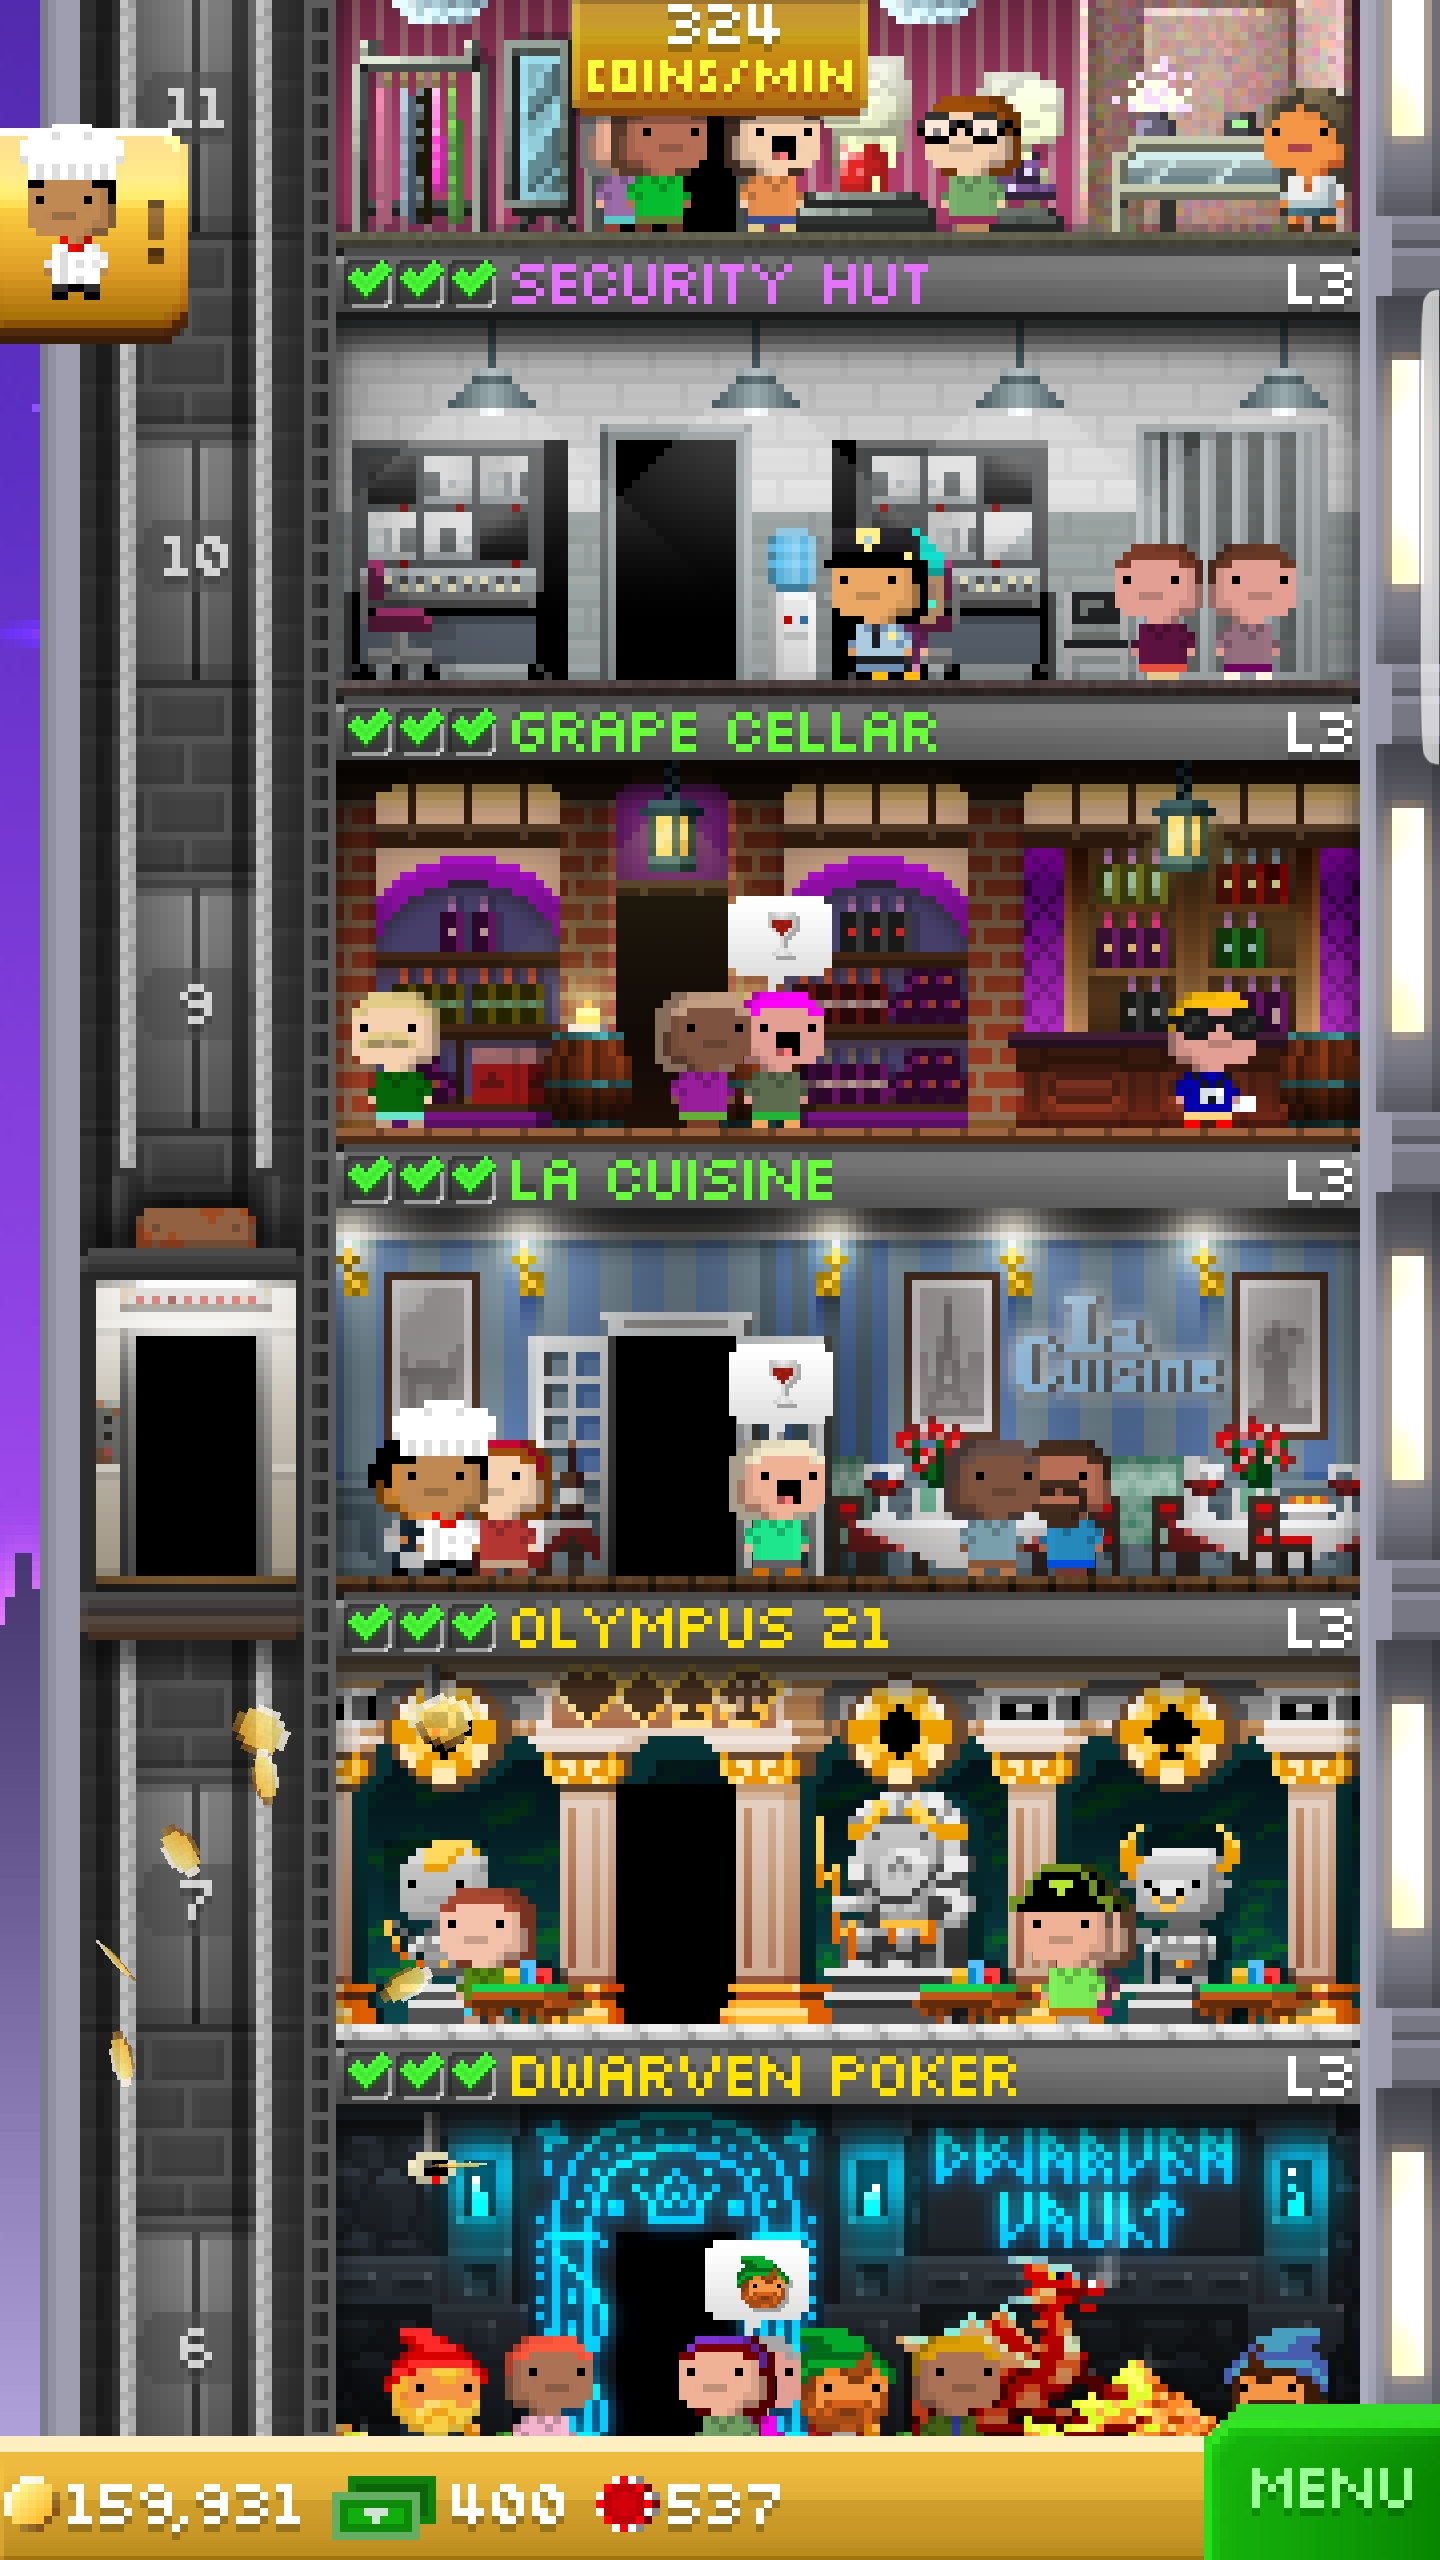 324
COINS/MIN
11
!
SECURITY HUT L3
10
GRAPE CELLAR L3
9
LA CUISINE L3
La
Cuisine
OLYMPUS 21 L3
7
DWARVEN POKER L3
DWARVEN
VAULT
6
159,931 400 537
MENU